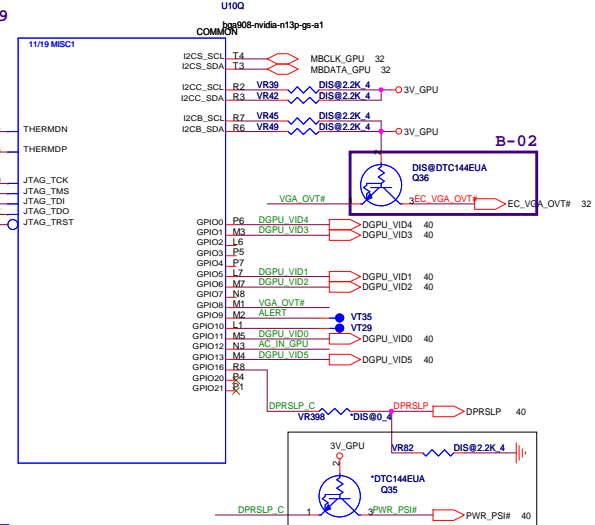 9
U10Q
bga908-nvidia-n13p-gs-a1
COMMON
11/19 MISC1
I2CS_SCL T4 MBCLK_GPU 32
I2CS_SDA T3 MBDATA_GPU 32
I2CC_SCL R2 VR39 DIS@2.2K_4
I2CC_SDA R3 VR42 DIS@2.2K_4 3V_GPU
I2CB_SCL R7 VR45 DIS@2.2K_4
I2CB_SDA R6 VR49 DIS@2.2K_4 3V_GPU
THERMDN
THERMDP
B-02
2
DIS@DTC144EUA
Q36
JTAG_TCK
JTAG_TMS
JTAG_TDI
JTAG_TDO
JTAG_TRST
VGA_OVT# 3 EC_VGA_OVT# EC_VGA_OVT# 32
GPIO0 P6 DGPU_VID4 DGPU_VID4 40
GPIO1 M3 DGPU_VID3 DGPU_VID3 40
GPIO2 L6
GPIO3 P5
GPIO4 P7
GPIO5 L7 DGPU_VID1 DGPU_VID1 40
GPIO6 M7 DGPU_VID2 DGPU_VID2 40
GPIO7 N8
GPIO8 M1 VGA_OVT#
GPIO9 M2 ALERT VT35
GPIO10 L1 VT29
GPIO11 M5 DGPU_VID0 DGPU_VID0 40
GPIO12 N3 AC_IN_GPU
GPIO13 M4 DGPU_VID5 DGPU_VID5 40
GPIO16 R8
GPIO20 P4
GPIO21 P1
DPRSLP_C VR398 *DIS@0_4 DPRSLP DPRSLP 40
3V_GPU VR82 DIS@2.2K_4
2
*DTC144EUA
Q35
DPRSLP_C 1 3 PWR_PSI# PWR_PSI# 40